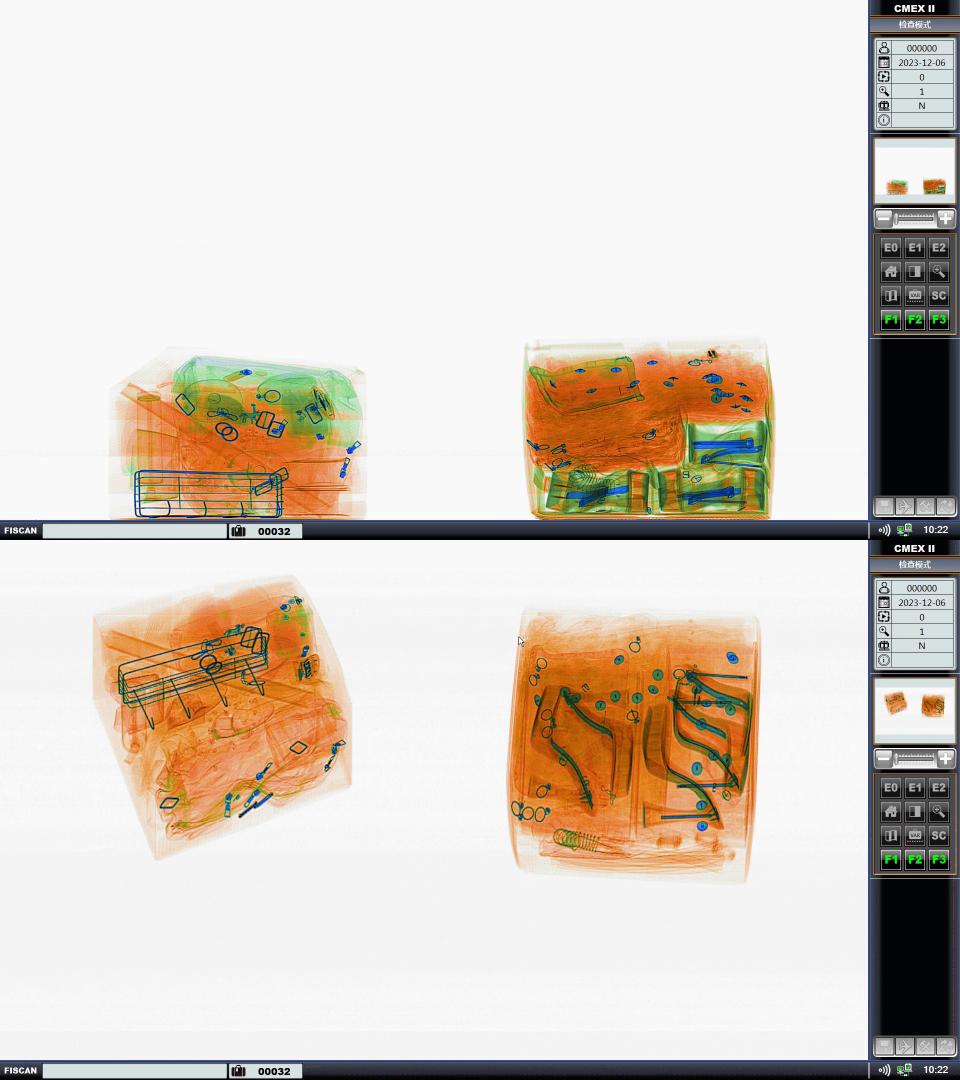 CMEX II
检查模式
000000
2023-12-06
0
1
N
E0 E1 E2
VAR SC
F1 F2 F3
FISCAN 00032 10:22
CMEX II
检查模式
000000
2023-12-06
0
1
N
E0 E1 E2
VAR SC
F1 F2 F3
FISCAN 00032 10:22